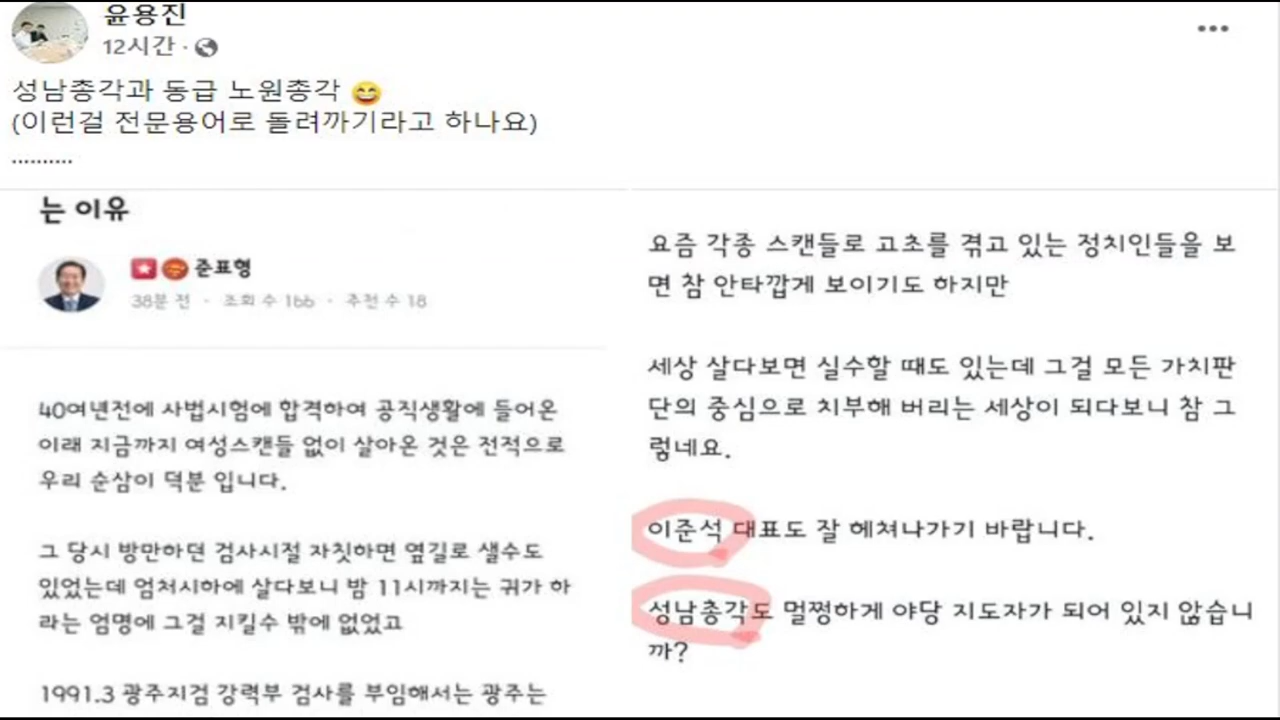 윤용진
12시간 ·
성남총각과 동급 노원총각 😄
(이런걸 전문용어로 돌려까기라고 하나요)
..........
는 이유
준표형
38분 전 · 조회 수 166 · 추천 수 18
40여년전에 사법시험에 합격하여 공직생활에 들어온
이래 지금까지 여성스캔들 없이 살아온 것은 전적으로
우리 순삼이 덕분 입니다.
그 당시 방만하던 검사시절 자칫하면 옆길로 샐수도
있었는데 엄처시하에 살다보니 밤 11시까지는 귀가 하
라는 엄명에 그걸 지킬수 밖에 없었고
1991.3 광주지검 강력부 검사를 부임해서는 광주는
요즘 각종 스캔들로 고초를 겪고 있는 정치인들을 보
면 참 안타깝게 보이기도 하지만
세상 살다보면 실수할 때도 있는데 그걸 모든 가치판
단의 중심으로 치부해 버리는 세상이 되다보니 참 그
렇네요.
이준석 대표도 잘 헤쳐나가기 바랍니다.
성남총각도 멀쩡하게 야당 지도자가 되어 있지 않습니
까?